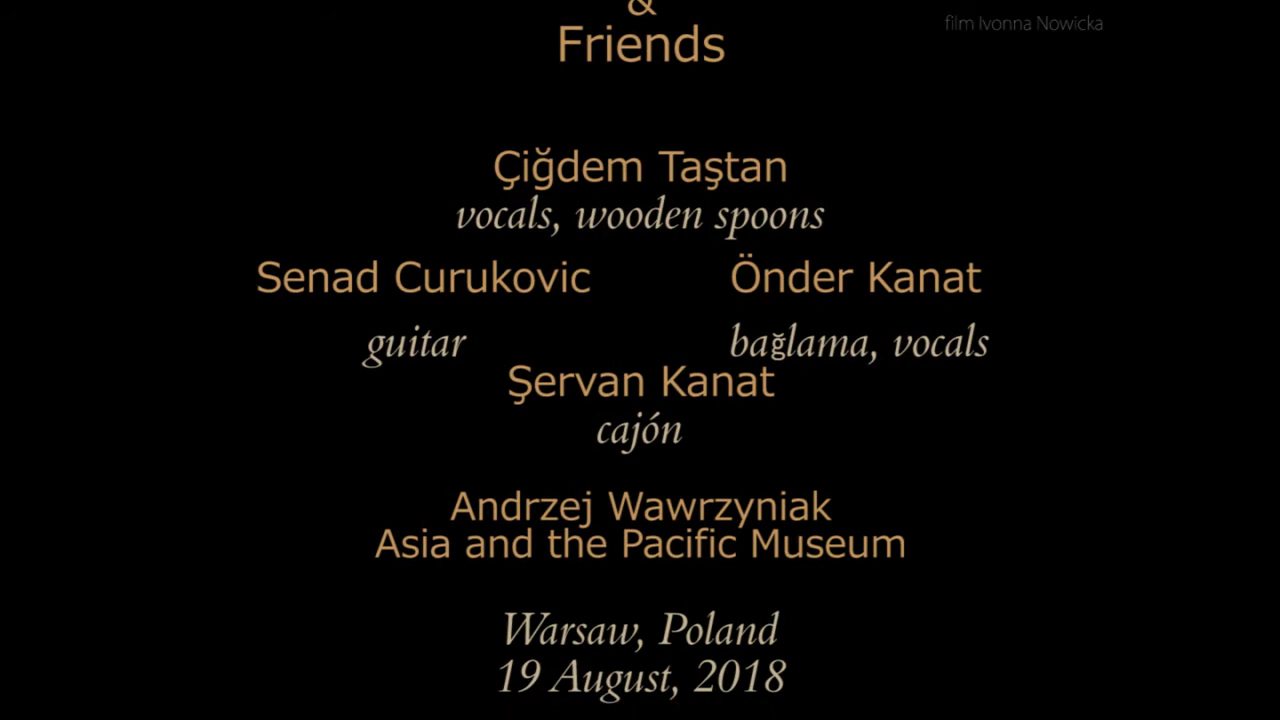 &
Friends
film Ivonna Nowicka
Çiğdem Taştan
vocals, wooden spoons
Senad Curukovic
Önder Kanat
guitar
bağlama, vocals
Şervan Kanat
cajón
Andrzej Wawrzyniak
Asia and the Pacific Museum
Warsaw, Poland
19 August, 2018